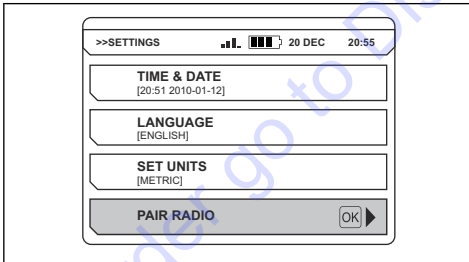 >>SETTINGS 20 DEC 20:55
TIME & DATE
[20:51 2010-01-12]
LANGUAGE
[ENGLISH]
SET UNITS
[METRIC]
PAIR RADIO OK